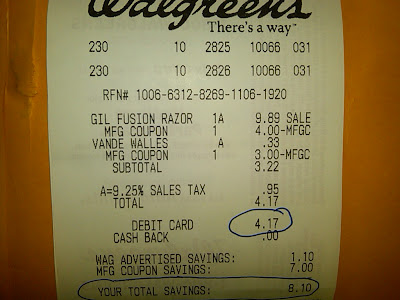 Walgreens
There's a way™
230 10 2825 10066 031
230 10 2826 10066 031
RFN# 1006-6312-8269-1106-1920
GIL FUSION RAZOR 1A 9.89 SALE
MFG COUPON 1 4.00-MFGC
VANDE WALLES A .33
MFG COUPON 1 3.00-MFGC
SUBTOTAL 3.22
A=9.25% SALES TAX .95
TOTAL 4.17
DEBIT CARD 4.17
CASH BACK .00
WAG ADVERTISED SAVINGS: 1.10
MFG COUPON SAVINGS: 7.00
YOUR TOTAL SAVINGS: 8.10